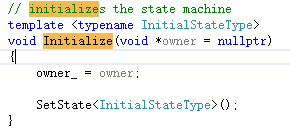 // initializes the state machine
template <typename InitialStateType>
void Initialize(void *owner = nullptr)
{
    owner_ = owner;
    SetState<InitialStateType>();
}